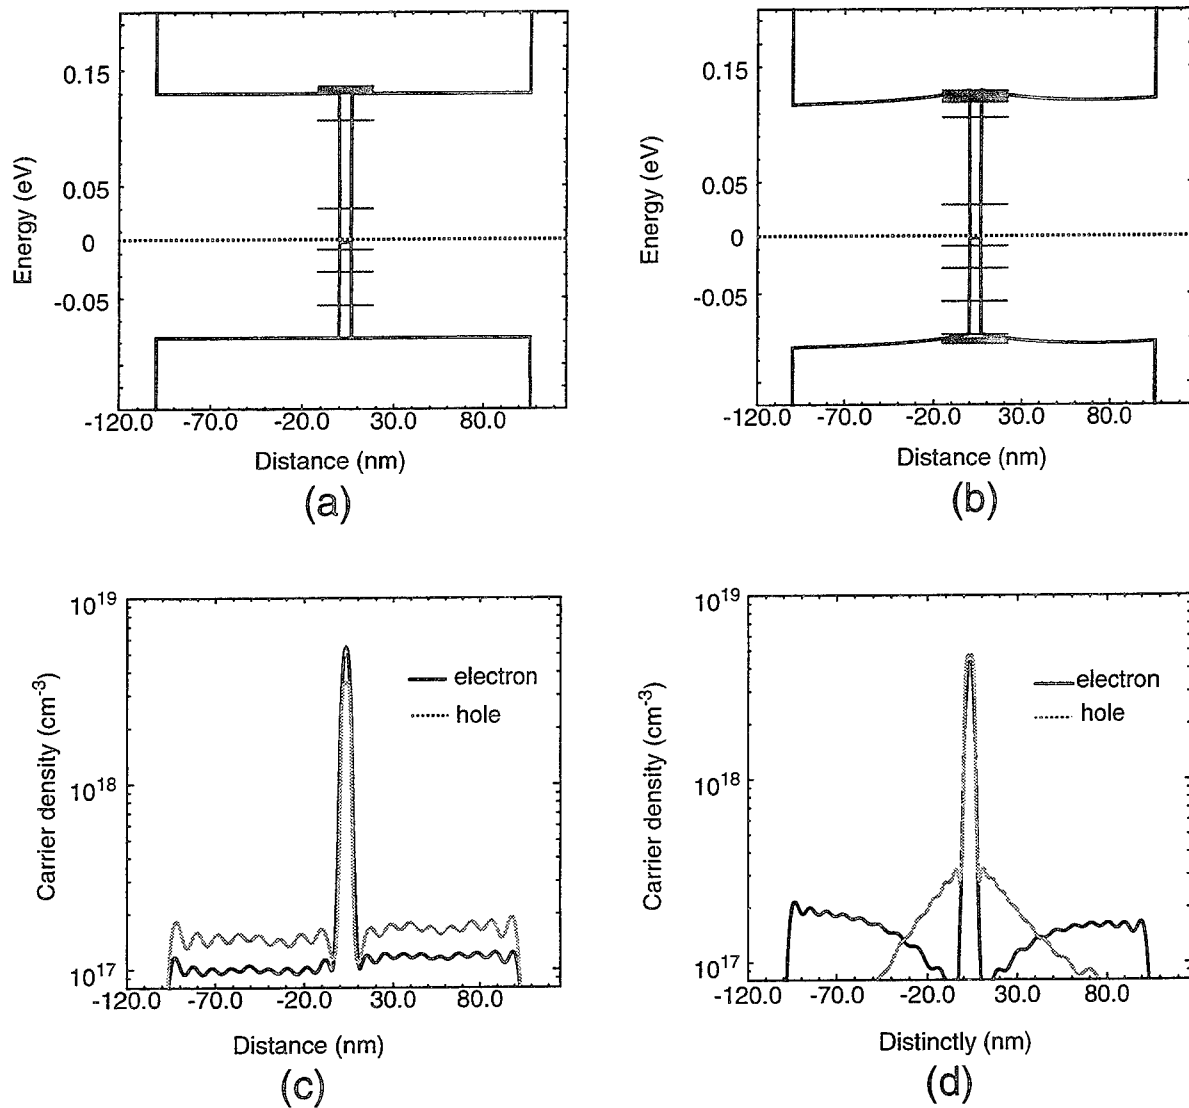 0.15
0.05
0
-0.05
Energy (eV)
-120.0 -70.0 -20.0 30.0 80.0
Distance (nm)
(a)
0.15
0.05
0
-0.05
Energy (eV)
-120.0 -70.0 -20.0 30.0 80.0
Distance (nm)
(b)
10^19
10^18
10^17
Carrier density (cm^-3)
electron
hole
-120.0 -70.0 -20.0 30.0 80.0
Distance (nm)
(c)
10^19
10^18
10^17
Carrier density (cm^-3)
electron
hole
-120.0 -70.0 -20.0 30.0 80.0
Distinctly (nm)
(d)